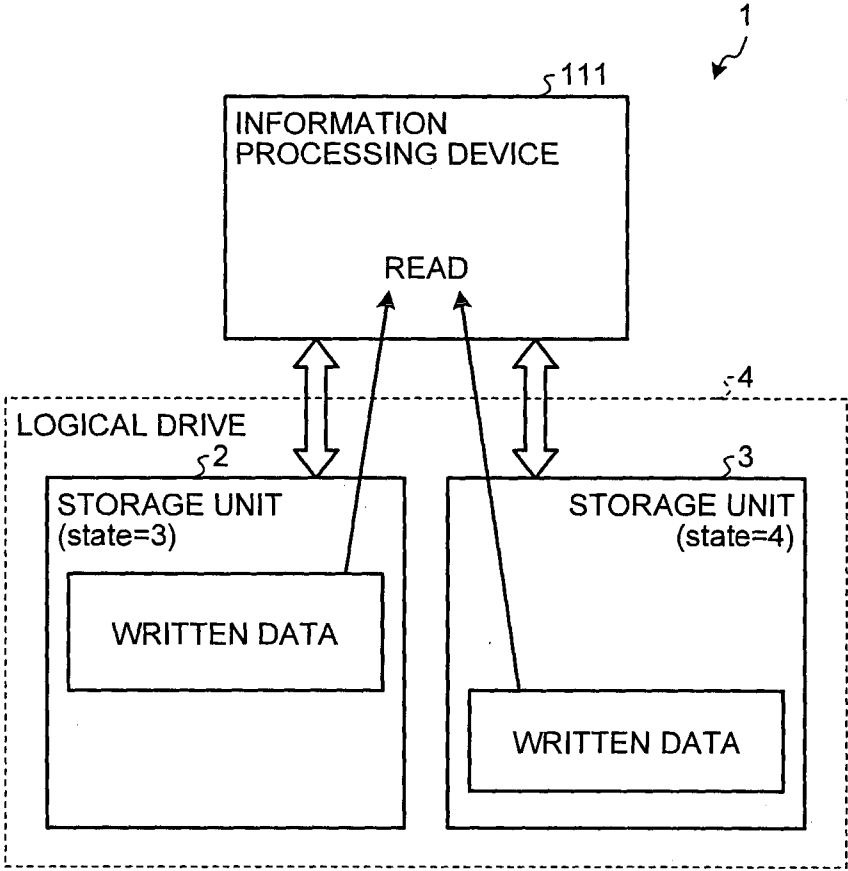 1
111
INFORMATION
PROCESSING DEVICE
READ
4
LOGICAL DRIVE
2
3
STORAGE UNIT
(state=3)
STORAGE UNIT
(state=4)
WRITTEN DATA
WRITTEN DATA